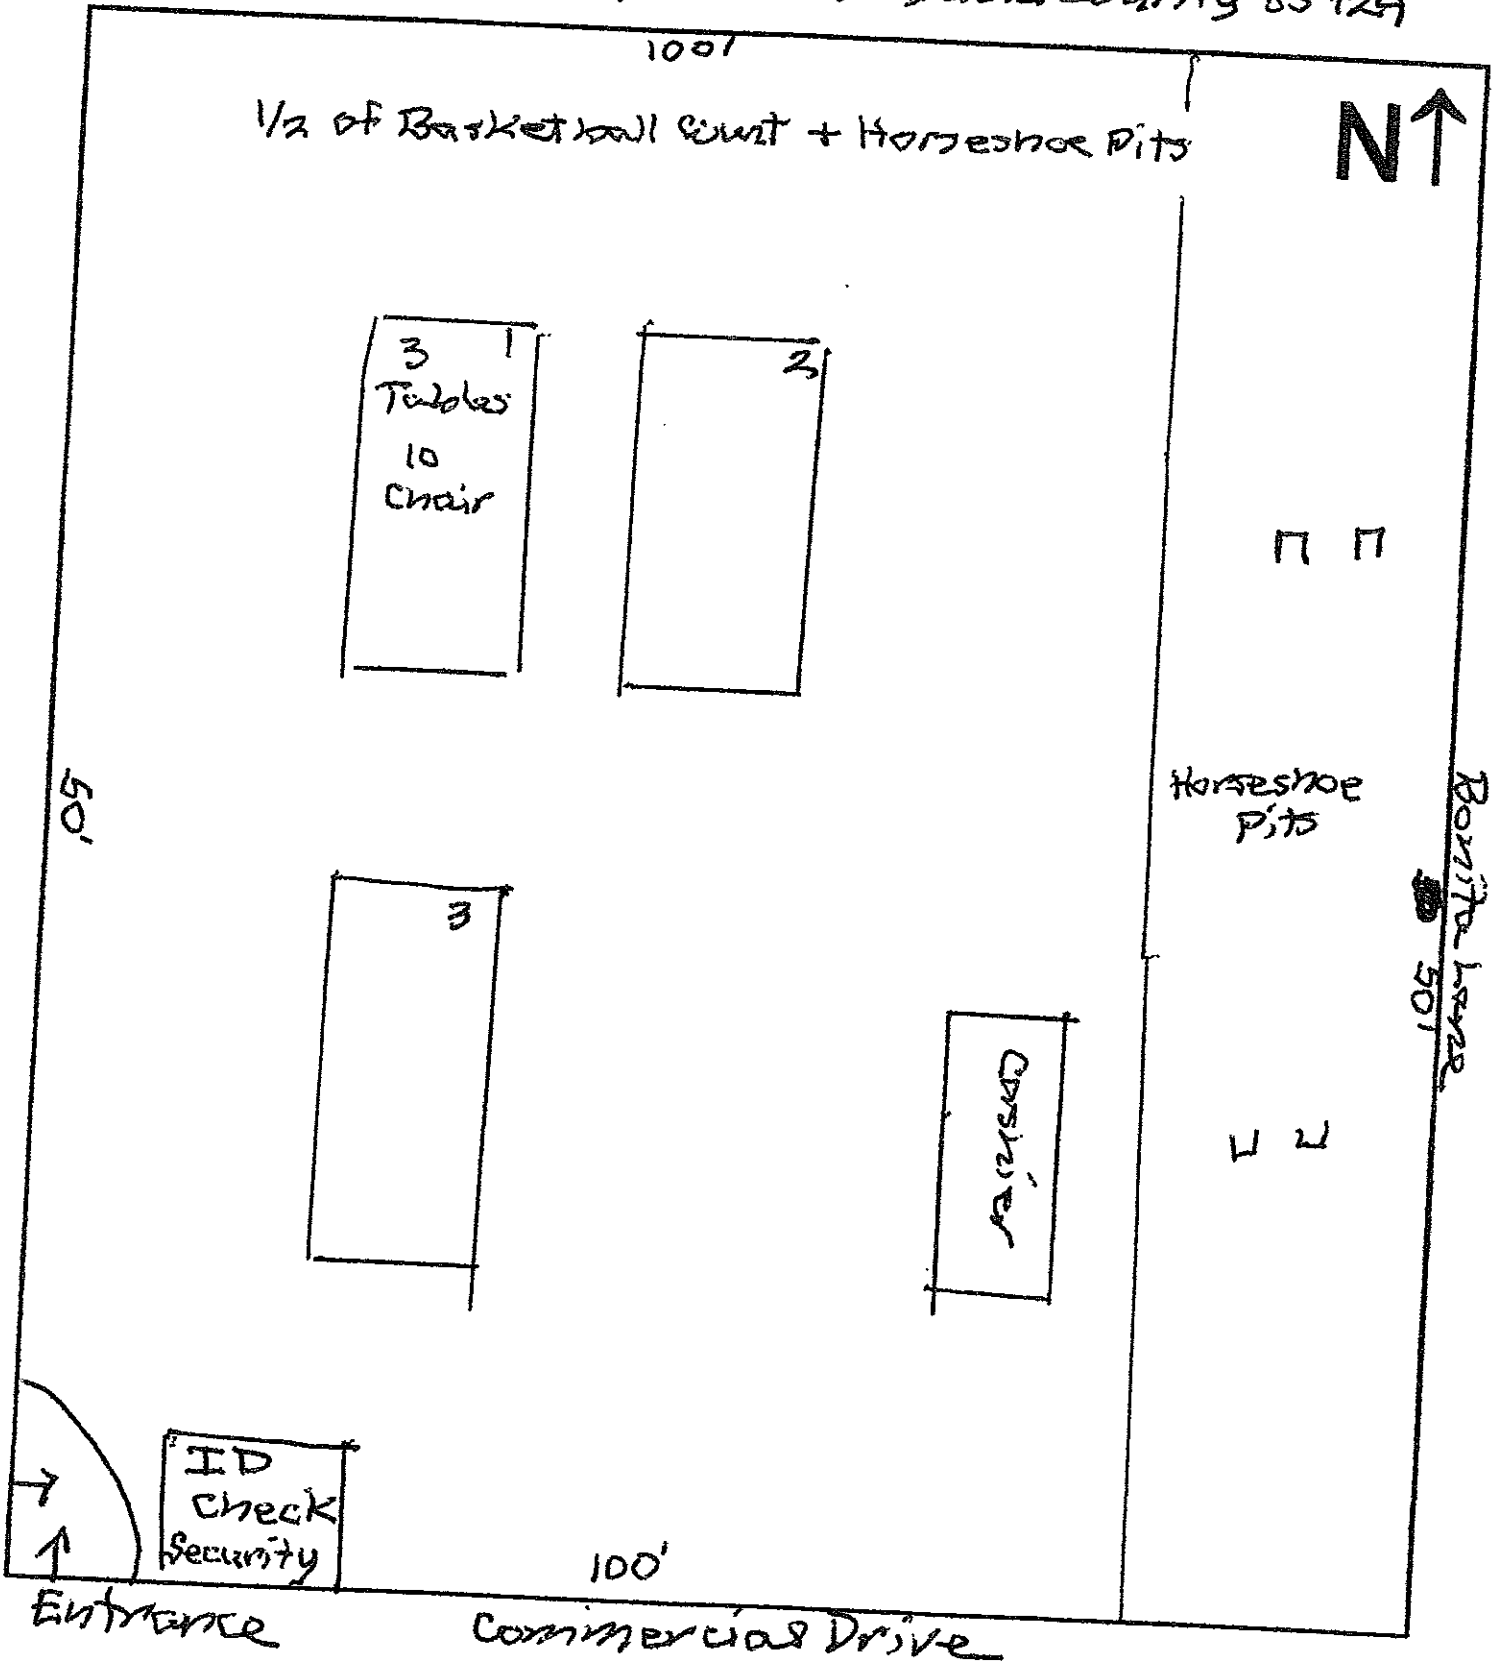 100'
1/2 of Basketball Court + Horseshoe Pits
N
3
1
Tables
10
Chair
2
50'
Horseshoe
Pits
Bonita Lane
50'
3
Cashier
ID
Check
Security
100'
Entrance
Commercial Drive